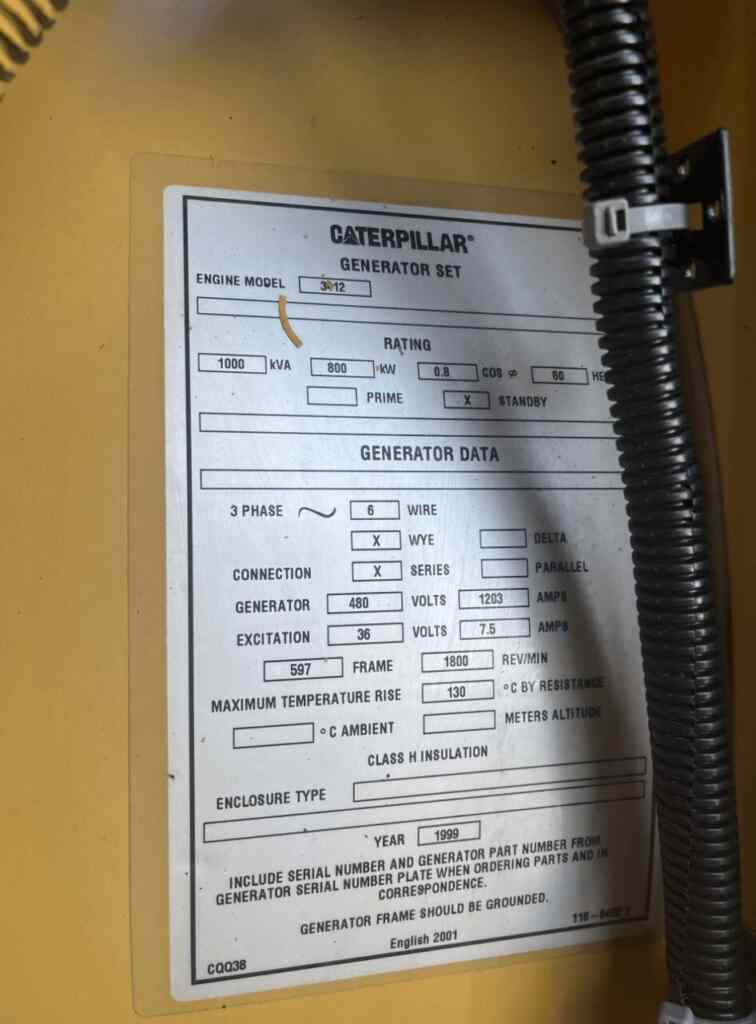 CATERPILLAR®
GENERATOR SET
ENGINE MODEL 3412
RATING
1000 kVA 800 kW 0.8 COS ø 60 HE
PRIME X STANDBY
GENERATOR DATA
3 PHASE ~ 6 WIRE
X WYE DELTA
CONNECTION X SERIES PARALLEL
GENERATOR 480 VOLTS 1203 AMPS
EXCITATION 36 VOLTS 7.5 AMPS
597 FRAME 1800 REV/MIN
MAXIMUM TEMPERATURE RISE 130 °C BY RESISTANCE
°C AMBIENT METERS ALTITUDE
CLASS H INSULATION
ENCLOSURE TYPE
YEAR 1999
INCLUDE SERIAL NUMBER AND GENERATOR PART NUMBER FROM
GENERATOR SERIAL NUMBER PLATE WHEN ORDERING PARTS AND IN
CORRESPONDENCE.
GENERATOR FRAME SHOULD BE GROUNDED.
English 2001
CQQ38